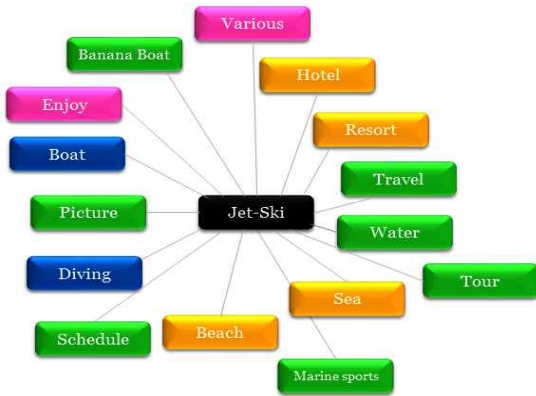 Various
Banana Boat
Hotel
Enjoy
Resort
Boat
Travel
Picture
Jet-Ski
Water
Diving
Tour
Sea
Schedule
Beach
Marine sports